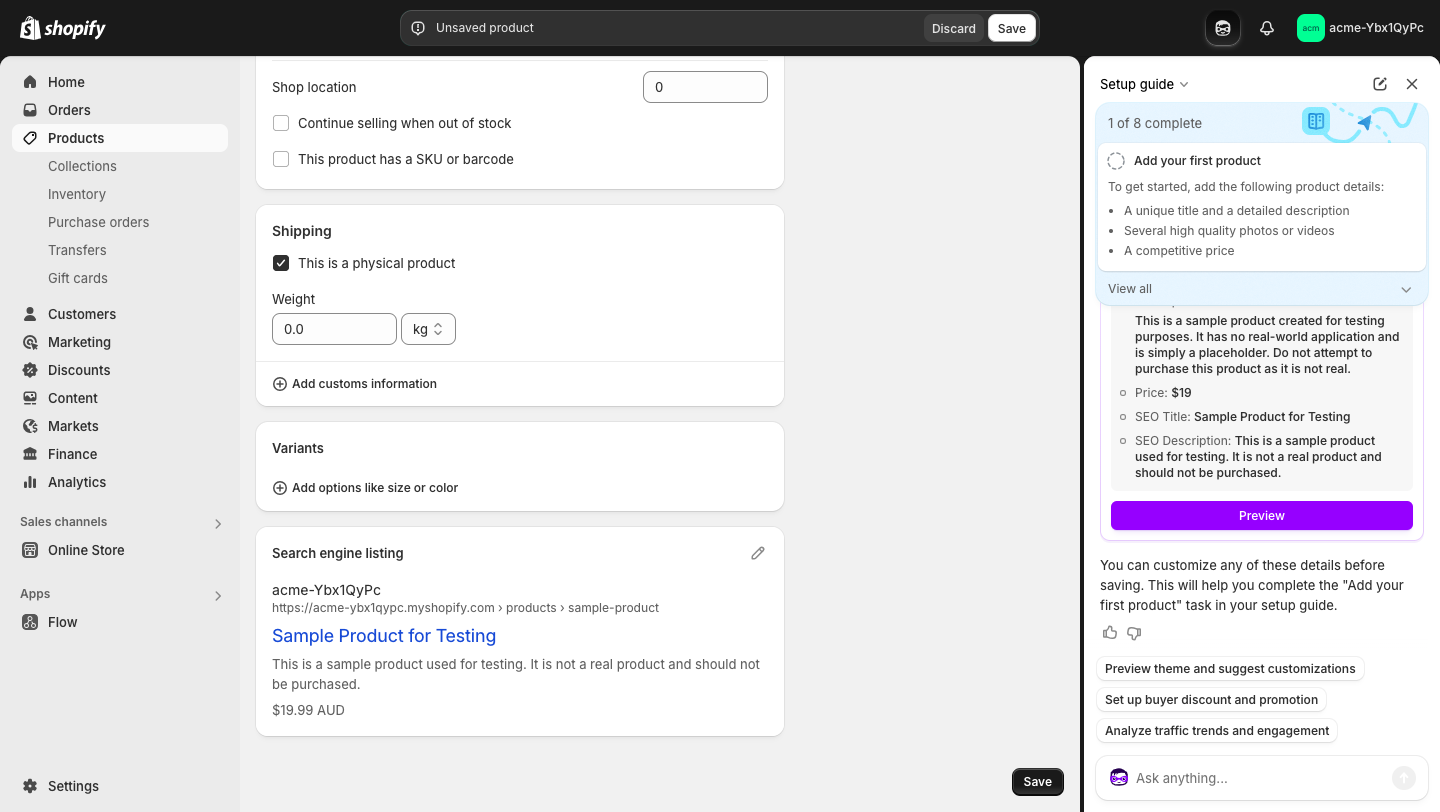 shopify
Unsaved product
Discard
Save
acm
acme-Ybx1QyPc
Home
Orders
Products
Collections
Inventory
Purchase orders
Transfers
Gift cards
Customers
Marketing
Discounts
Content
Markets
Finance
Analytics
Sales channels
Online Store
Apps
Flow
Settings
Shop location
0
Continue selling when out of stock
This product has a SKU or barcode
Shipping
This is a physical product
Weight
0.0
kg
Add customs information
Variants
Add options like size or color
Search engine listing
acme-Ybx1QyPc
https://acme-ybx1qypc.myshopify.com › products › sample-product
Sample Product for Testing
This is a sample product used for testing. It is not a real product and should not
be purchased.
$19.99 AUD
Save
Setup guide
1 of 8 complete
Add your first product
To get started, add the following product details:
• A unique title and a detailed description
• Several high quality photos or videos
• A competitive price
View all
This is a sample product created for testing
purposes. It has no real-world application and
is simply a placeholder. Do not attempt to
purchase this product as it is not real.
Price: $19
SEO Title: Sample Product for Testing
SEO Description: This is a sample product
used for testing. It is not a real product and
should not be purchased.
Preview
You can customize any of these details before
saving. This will help you complete the "Add your
first product" task in your setup guide.
Preview theme and suggest customizations
Set up buyer discount and promotion
Analyze traffic trends and engagement
Ask anything...